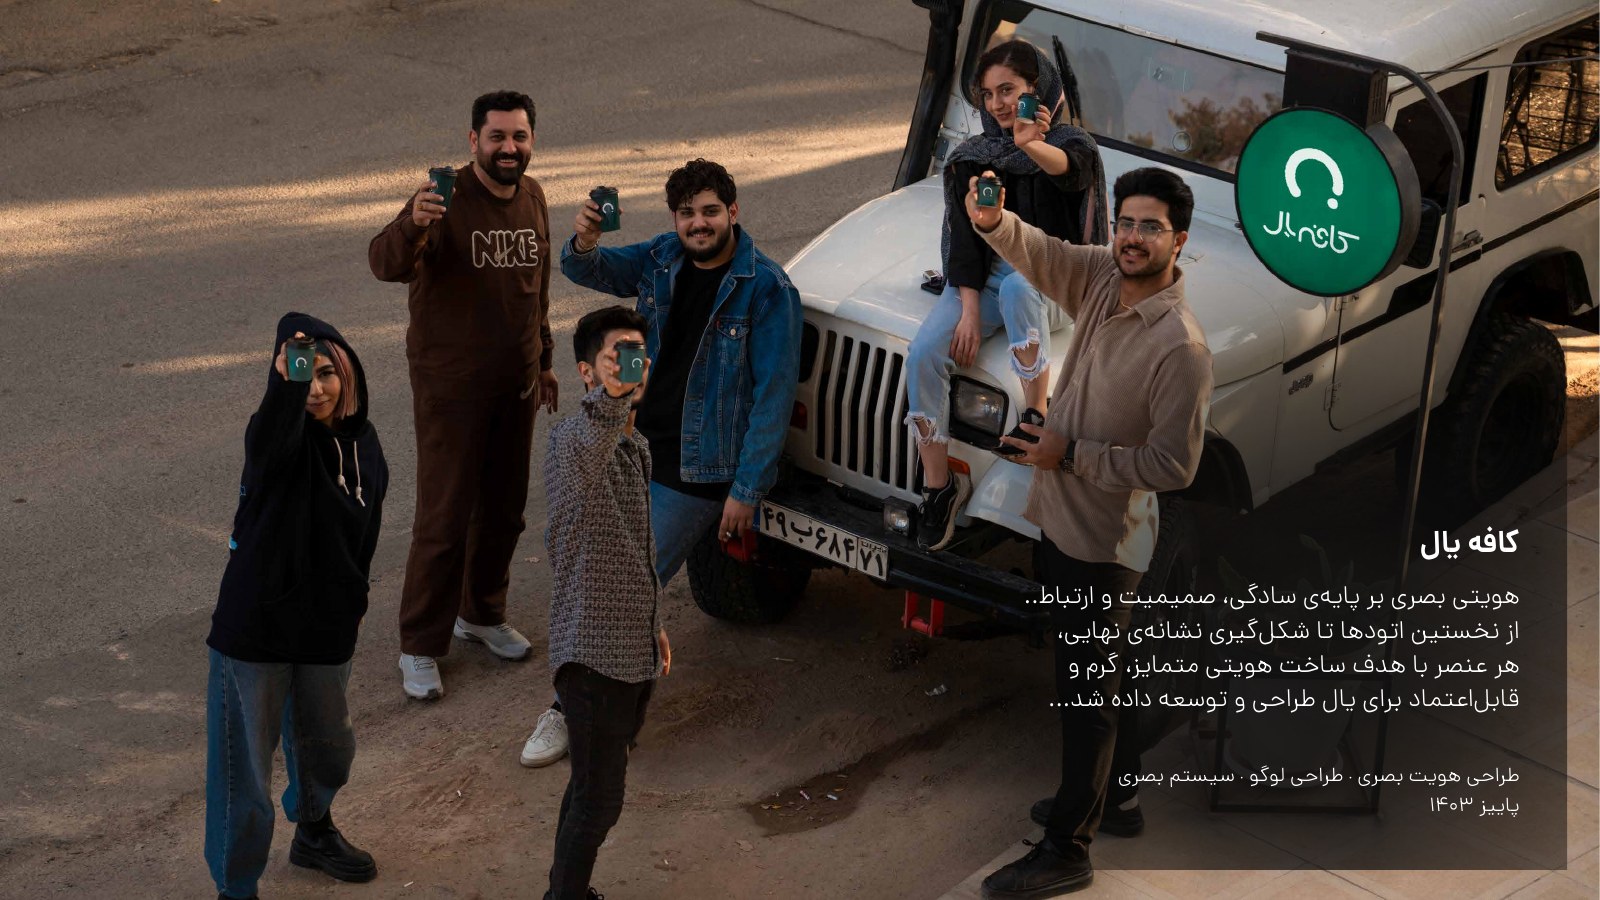 NIKE
کافه یال
۴۹ب۶۸۴
۷۱
Jeep
کافه یال
هویتی بصری بر پایه‌ی سادگی، صمیمیت و ارتباط..
از نخستین اتودها تا شکل‌گیری نشانه‌ی نهایی،
هر عنصر با هدف ساخت هویتی متمایز، گرم و
قابل‌اعتماد برای یال طراحی و توسعه داده شد...
طراحی هویت بصری . طراحی لوگو . سیستم بصری
پاییز ۱۴۰۳